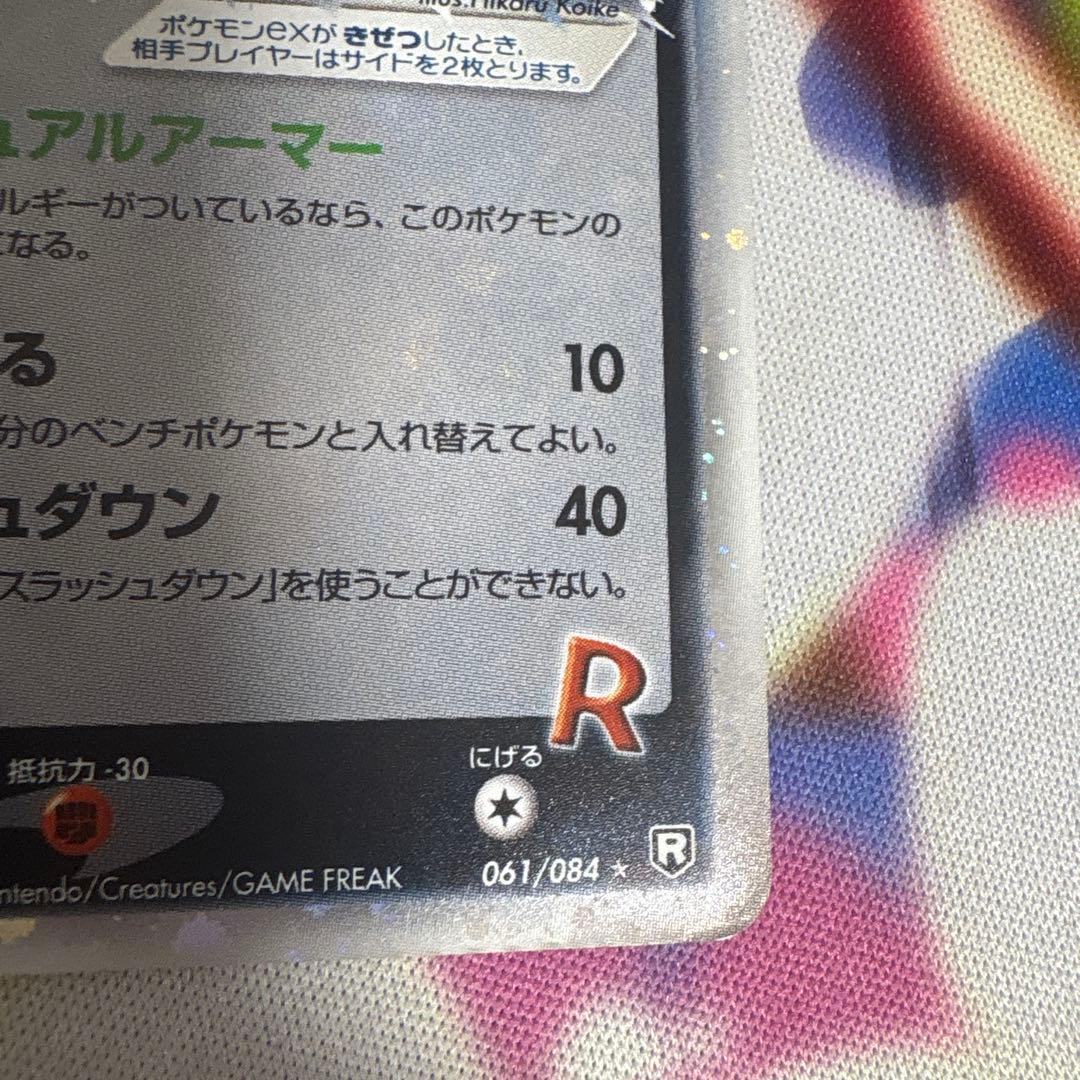 Illus.Hikaru Koike
ポケモンexが きぜつしたとき、
相手プレイヤーはサイドを2枚とります。
ュアルアーマー
ルギーがついているなら、このポケモンの
になる。
る 10
分のベンチポケモンと入れ替えてよい。
ュダウン 40
スラッシュダウン」を使うことができない。
R
抵抗力 -30
にげる
ntendo/Creatures/GAME FREAK
061/084 ★ R